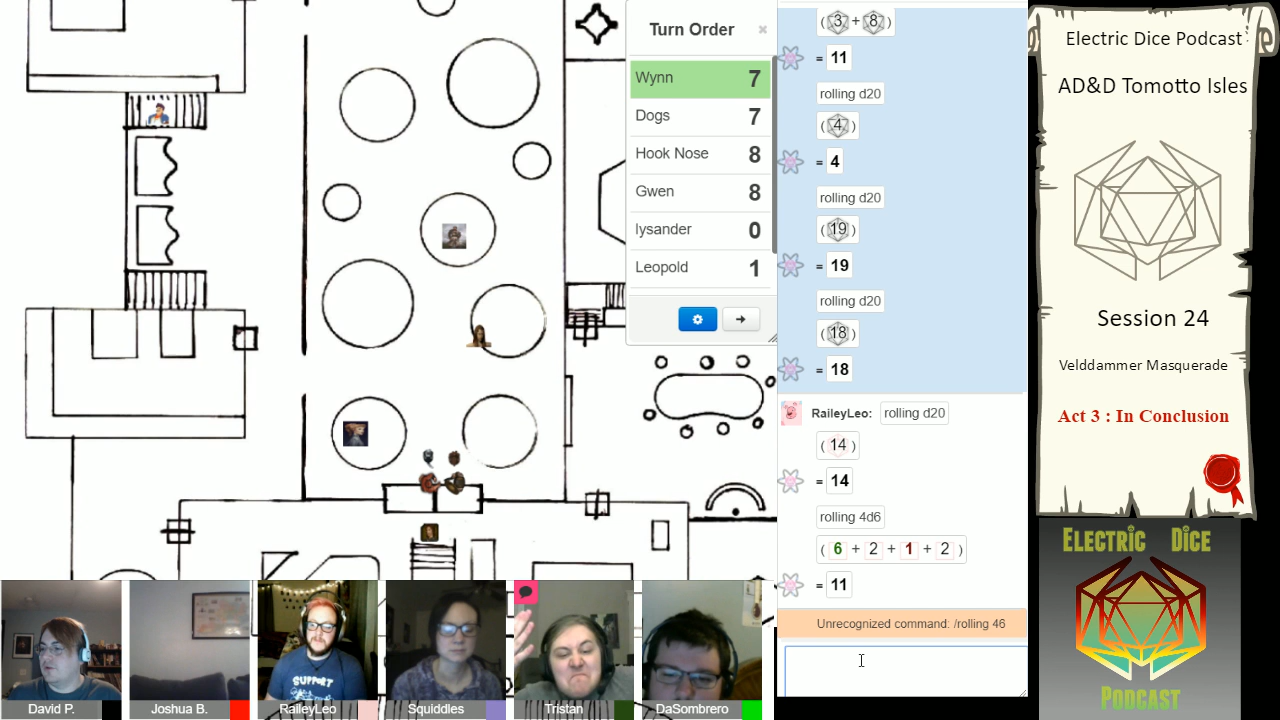 Turn Order
×
Wynn 7
Dogs 7
Hook Nose 8
Gwen 8
lysander 0
Leopold 1
(3+8)
= 11
rolling d20
(4)
= 4
rolling d20
(19)
= 19
rolling d20
(18)
= 18
RaileyLeo: rolling d20
(14)
= 14
rolling 4d6
(6+2+1+2)
= 11
Unrecognized command: /rolling 46
Electric Dice Podcast
AD&D Tomotto Isles
Session 24
Velddammer Masquerade
Act 3 : In Conclusion
Electric Dice
Podcast
SUPPORT
David P.
Joshua B.
RaileyLeo
Squiddles
Tristan
DaSombrero